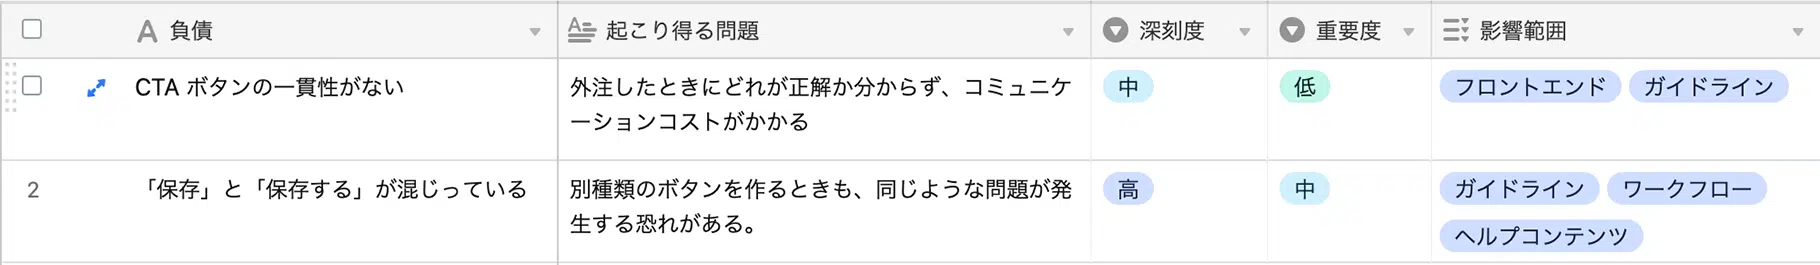 負債 起こり得る問題 深刻度 重要度 影響範囲
CTA ボタンの一貫性がない 外注したときにどれが正解か分からず、コミュニケ 中 低 フロントエンド ガイドライン
ーションコストがかかる
2 「保存」と「保存する」が混じっている 別種類のボタンを作るときも、同じような問題が発 高 中 ガイドライン ワークフロー
生する恐れがある。 ヘルプコンテンツ